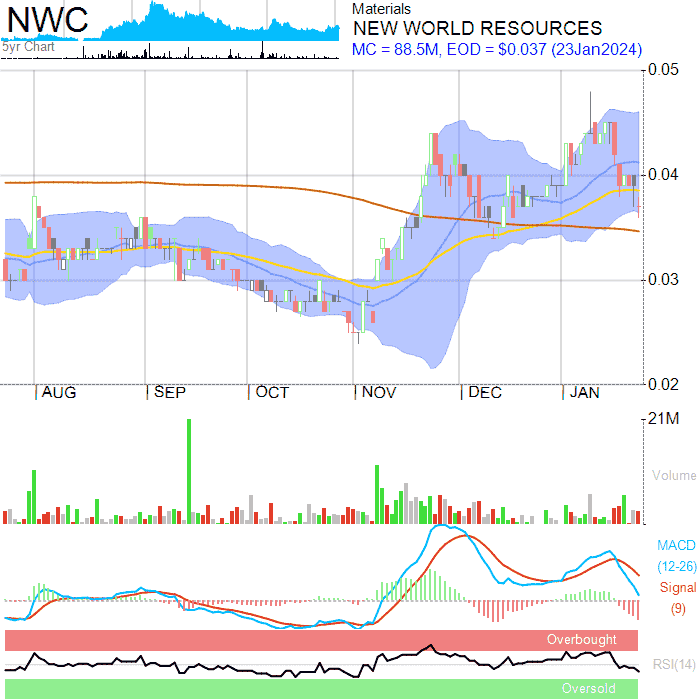 NWC
5yr Chart
Materials
NEW WORLD RESOURCES
MC = 88.5M, EOD = $0.037 (23Jan2024)
0.05
0.04
0.03
0.02
AUG SEP OCT NOV DEC JAN
21M
Volume
MACD
(12-26)
Signal
(9)
Overbought
RSI(14)
Oversold